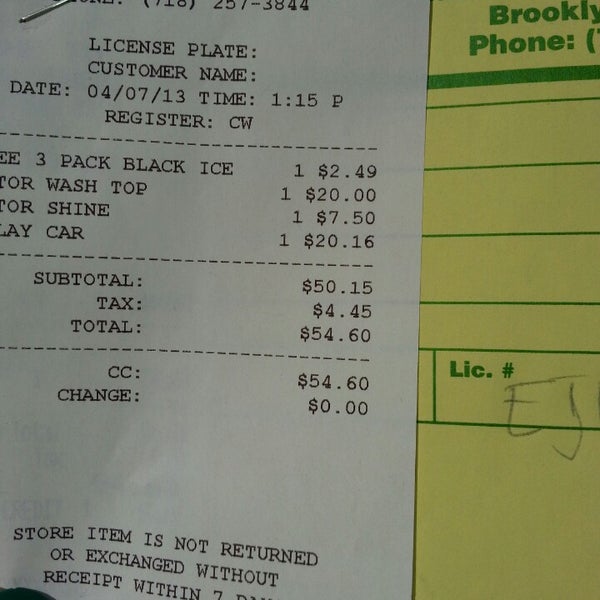 (718) 257-3844
LICENSE PLATE:
CUSTOMER NAME:
DATE: 04/07/13 TIME: 1:15 P
REGISTER: CW
EE 3 PACK BLACK ICE 1 $2.49
TOR WASH TOP 1 $20.00
TOR SHINE 1 $7.50
LAY CAR 1 $20.16
SUBTOTAL: $50.15
TAX: $4.45
TOTAL: $54.60
CC: $54.60
CHANGE: $0.00
STORE ITEM IS NOT RETURNED
OR EXCHANGED WITHOUT
RECEIPT WITHIN 7
Brookly
Phone: (
Lic. #
EJ